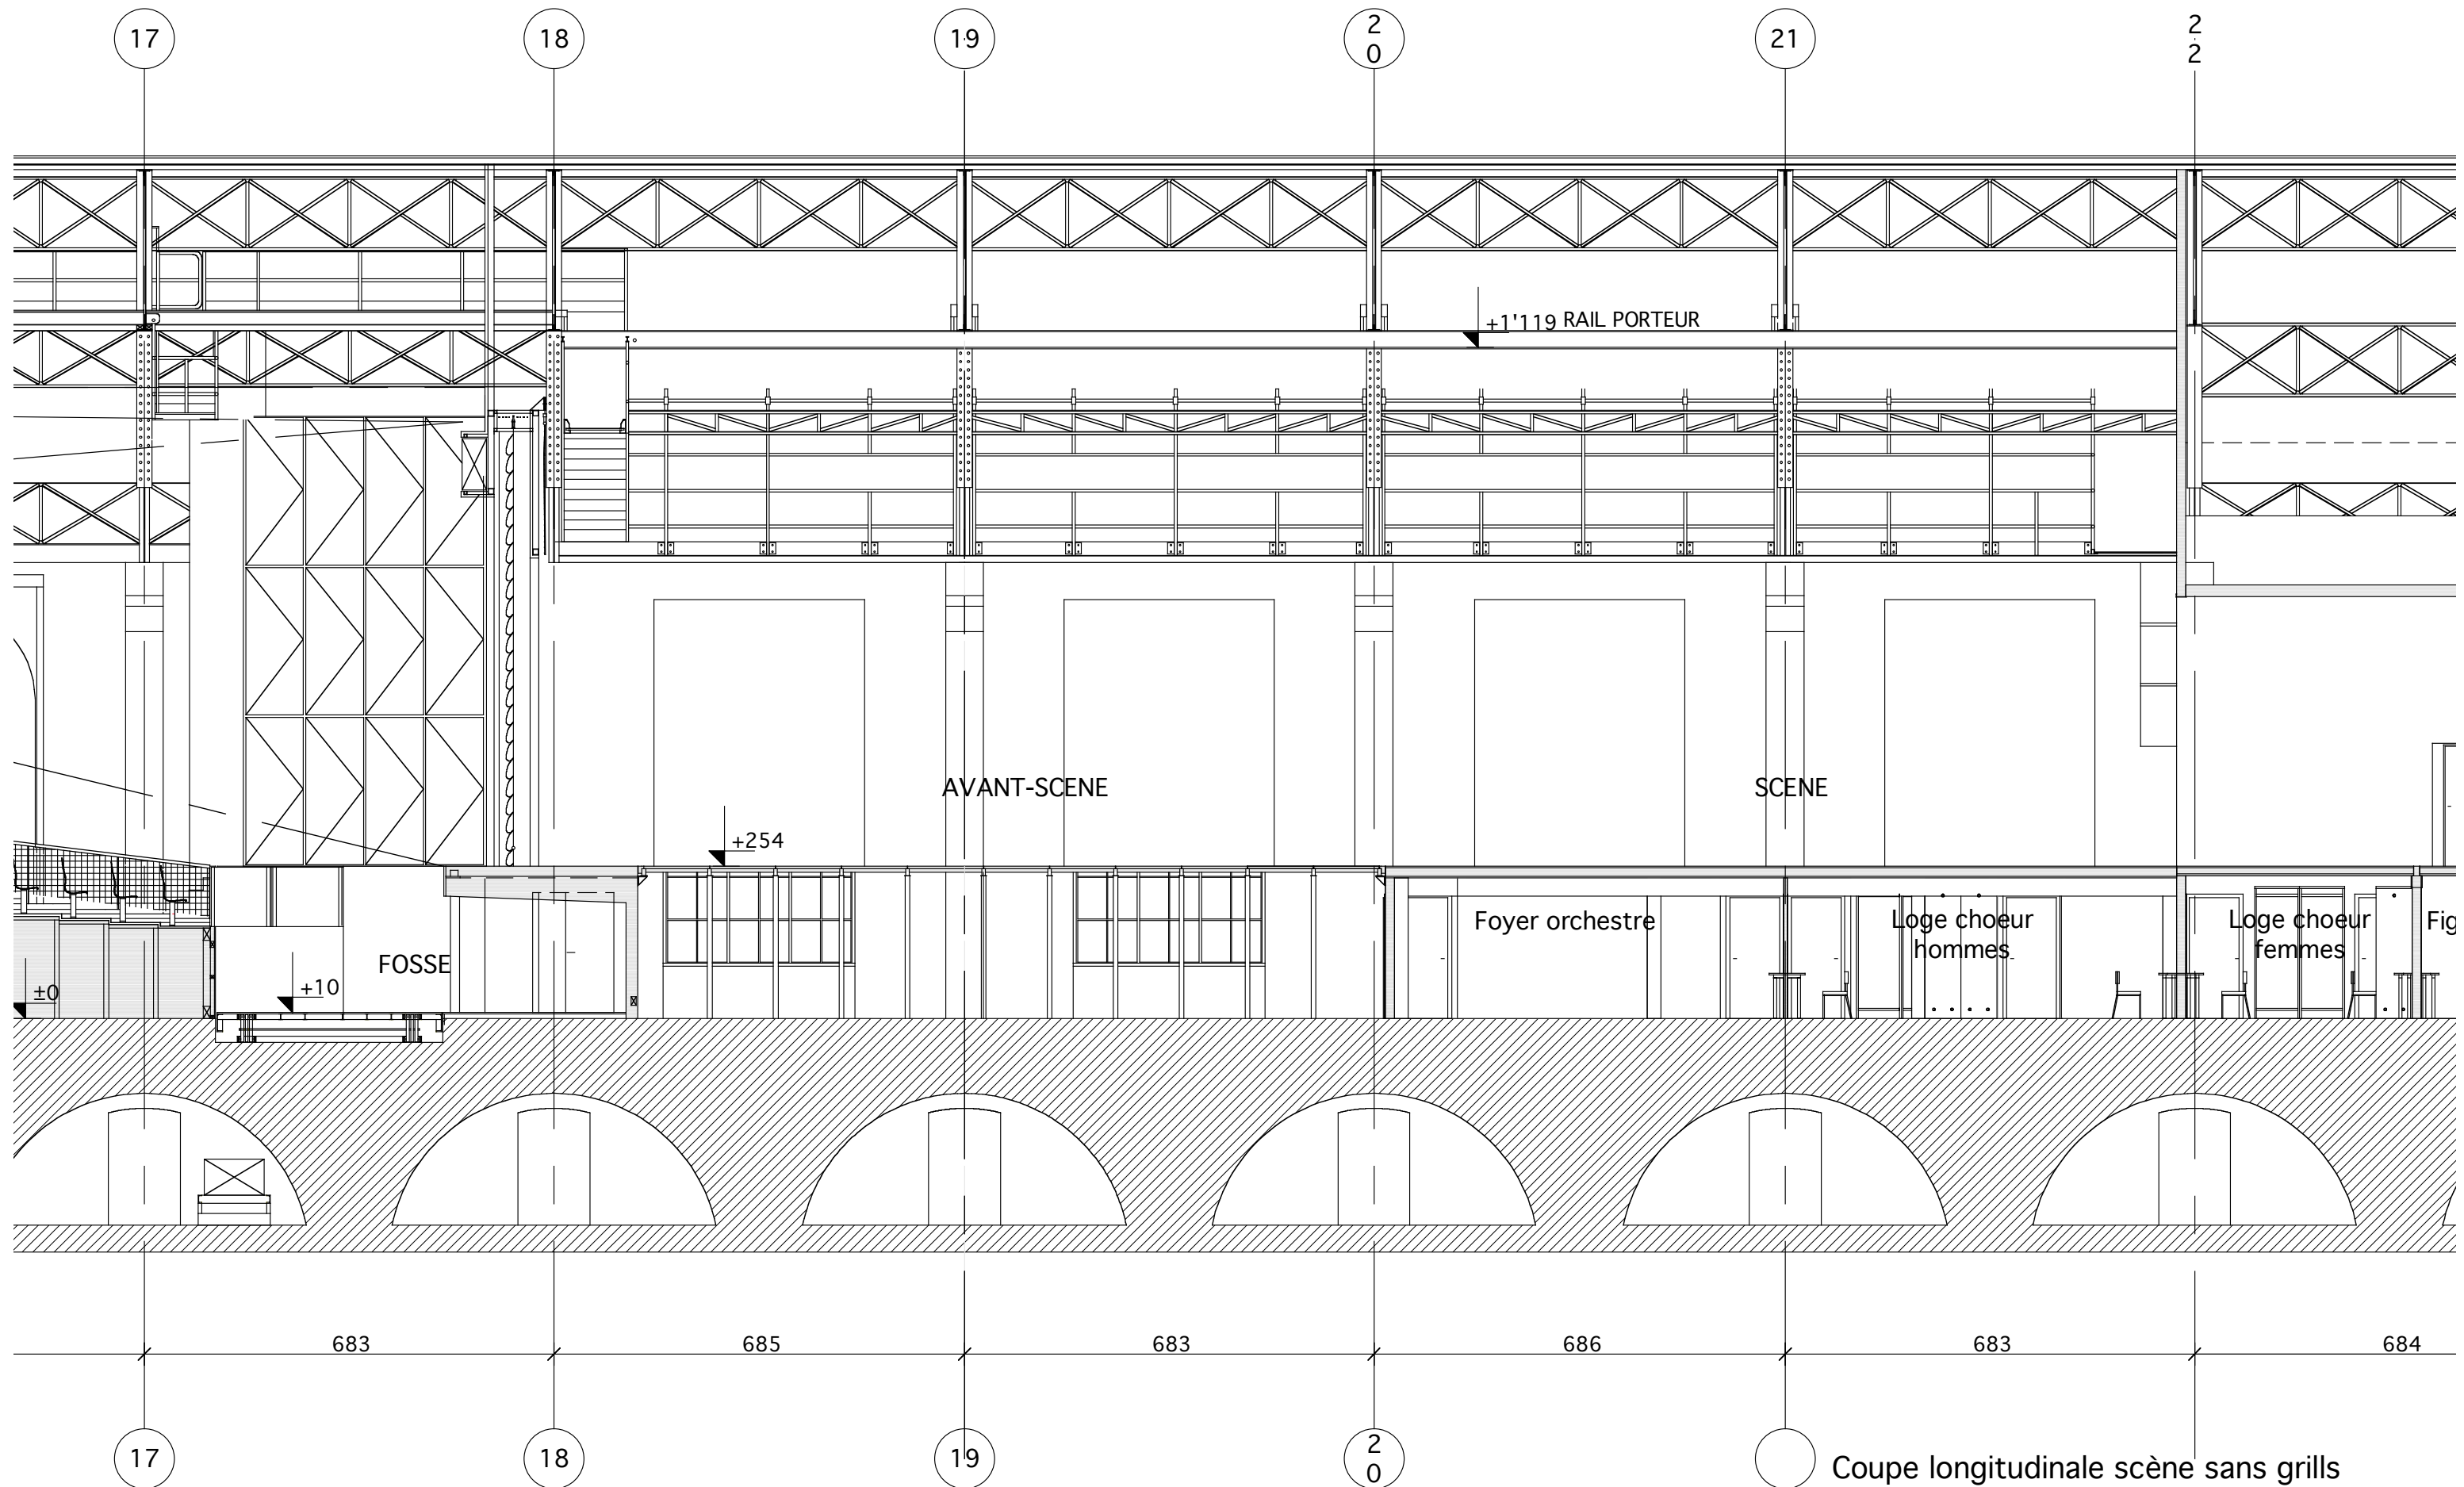 17
18
19
2
0
21
2
2
+1'119 RAIL PORTEUR
AVANT-SCENE
SCENE
+254
Foyer orchestre
Loge choeur
hommes
Loge choeur
femmes
Fig
FOSSE
±0
+10
683
685
683
686
683
684
17
18
19
2
0
Coupe longitudinale scène sans grills